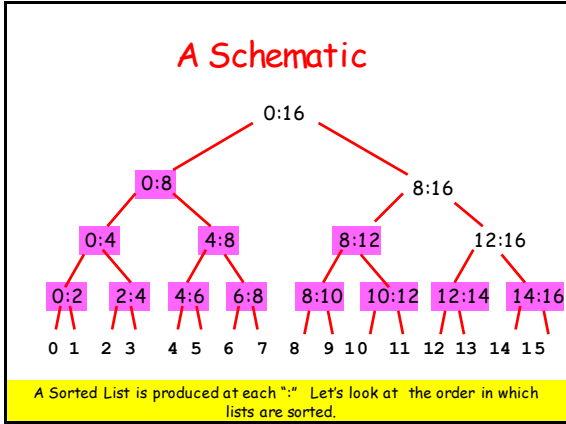 A Schematic
0:16
0:8 8:16
0:4 4:8 8:12 12:16
0:2 2:4 4:6 6:8 8:10 10:12 12:14 14:16
0 1 2 3 4 5 6 7 8 9 10 11 12 13 14 15
A Sorted List is produced at each “:” Let’s look at the order in which
lists are sorted.